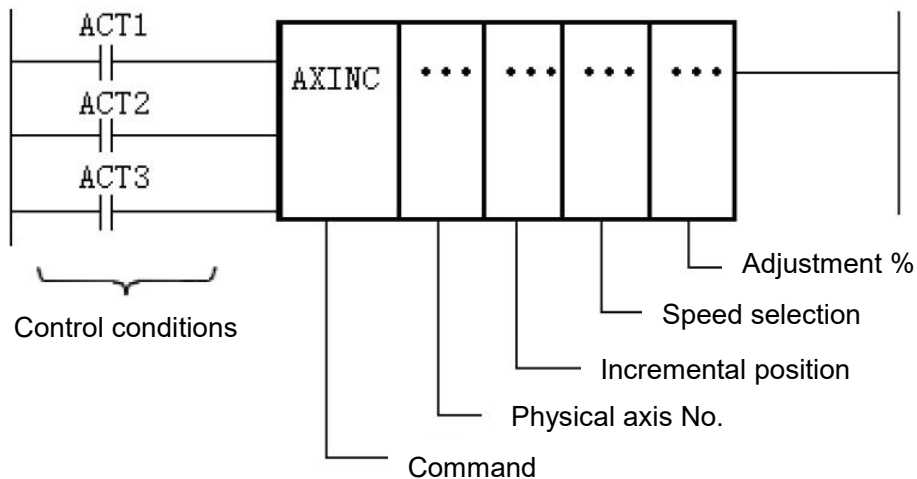 ACT1
AXINC ••• ••• ••• •••
ACT2
ACT3
Adjustment %
Speed selection
Control conditions
Incremental position
Physical axis No.
Command